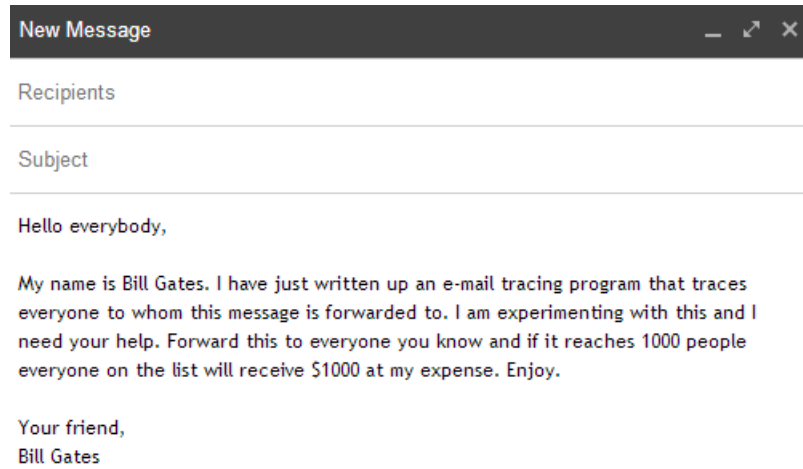 New Message
Recipients
Subject
Hello everybody,
My name is Bill Gates. I have just written up an e-mail tracing program that traces
everyone to whom this message is forwarded to. I am experimenting with this and I
need your help. Forward this to everyone you know and if it reaches 1000 people
everyone on the list will receive $1000 at my expense. Enjoy.
Your friend,
Bill Gates